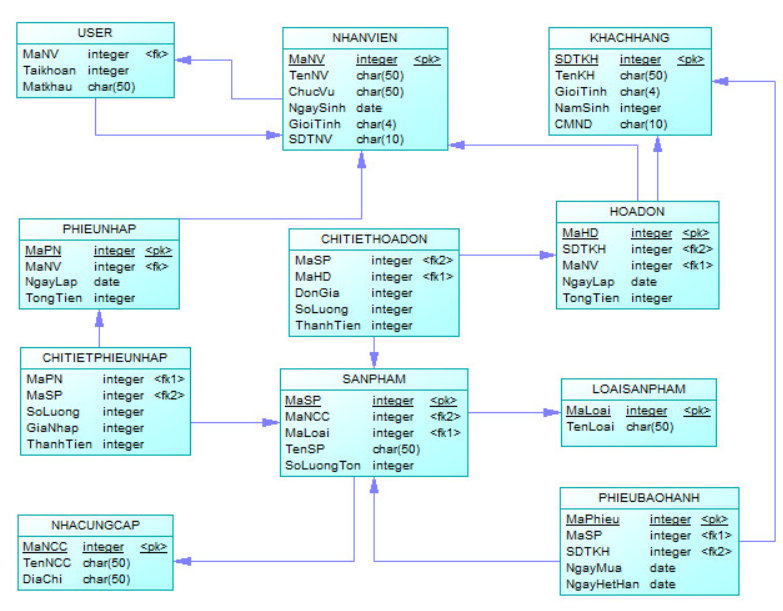 USER
MaNV integer <fk>
Taikhoan integer
Matkhau char(50)
NHANVIEN
MaNV integer <pk>
TenNV char(50)
ChucVu char(50)
NgaySinh date
GioiTinh char(4)
SDTNV char(10)
KHACHHANG
SDTKH integer <pk>
TenKH char(50)
GioiTinh char(4)
NamSinh integer
CMND char(10)
PHIEUNHAP
MaPN integer <pk>
MaNV integer <fk>
NgayLap date
TongTien integer
CHITIETHOADON
MaSP integer <fk2>
MaHD integer <fk1>
DonGia integer
SoLuong integer
ThanhTien integer
HOADON
MaHD integer <pk>
SDTKH integer <fk2>
MaNV integer <fk1>
NgayLap date
TongTien integer
CHITIETPHIEUNHAP
MaPN integer <fk1>
MaSP integer <fk2>
SoLuong integer
GiaNhap integer
ThanhTien integer
SANPHAM
MaSP integer <pk>
MaNCC integer <fk2>
MaLoai integer <fk1>
TenSP char(50)
SoLuongTon integer
LOAISANPHAM
MaLoai integer <pk>
TenLoai char(50)
NHACUNGCAP
MaNCC integer <pk>
TenNCC char(50)
DiaChi char(50)
PHIEUBAOHANH
MaPhieu integer <pk>
MaSP integer <fk1>
SDTKH integer <fk2>
NgayMua date
NgayHetHan date